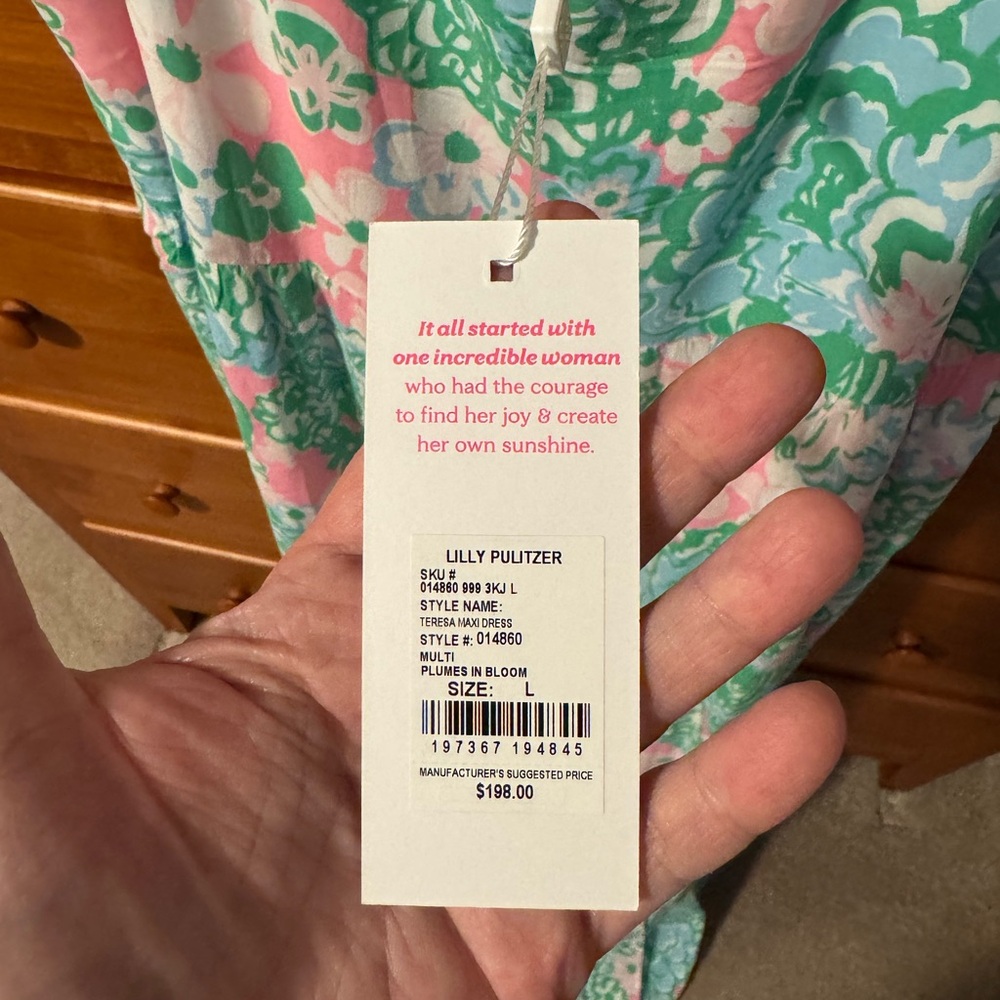 It all started with
one incredible woman
who had the courage
to find her joy & create
her own sunshine.
LILLY PULITZER
SKU #
014860 999 3KJ L
STYLE NAME:
TERESA MAXI DRESS
STYLE #: 014860
MULTI
PLUMES IN BLOOM
SIZE: L
197367 194845
MANUFACTURER'S SUGGESTED PRICE
$198.00